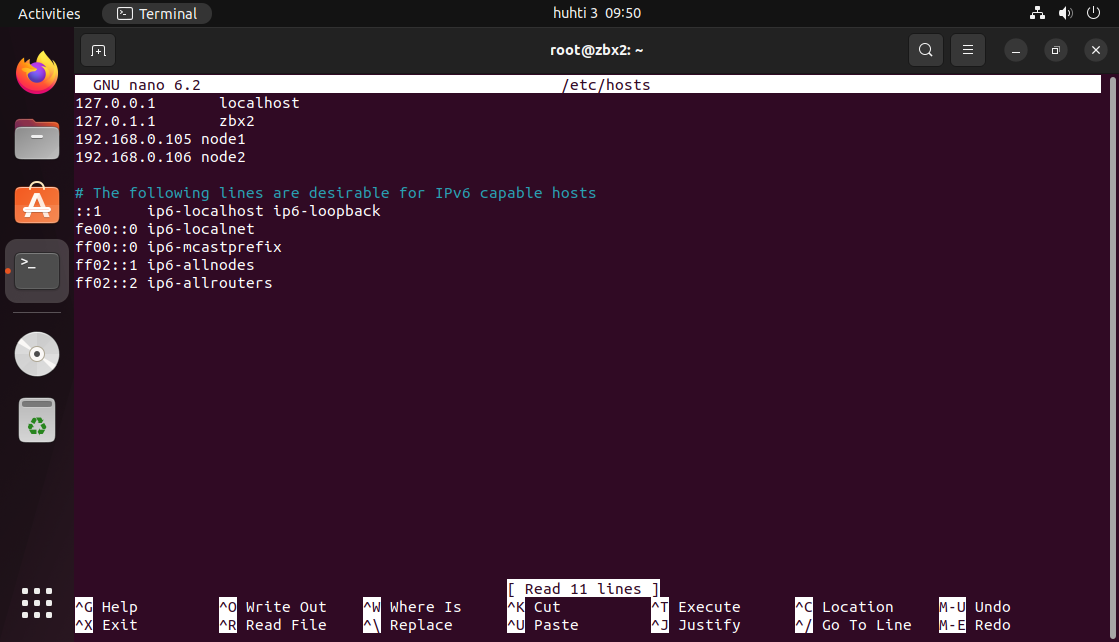 Activities Terminal huhti 3 09:50
root@zbx2: ~
GNU nano 6.2 /etc/hosts
127.0.0.1 localhost
127.0.1.1 zbx2
192.168.0.105 node1
192.168.0.106 node2
# The following lines are desirable for IPv6 capable hosts
::1 ip6-localhost ip6-loopback
fe00::0 ip6-localnet
ff00::0 ip6-mcastprefix
ff02::1 ip6-allnodes
ff02::2 ip6-allrouters
[ Read 11 lines ]
^G Help ^O Write Out ^W Where Is ^K Cut ^T Execute ^C Location M-U Undo
^X Exit ^R Read File ^\ Replace ^U Paste ^J Justify ^/ Go To Line M-E Redo